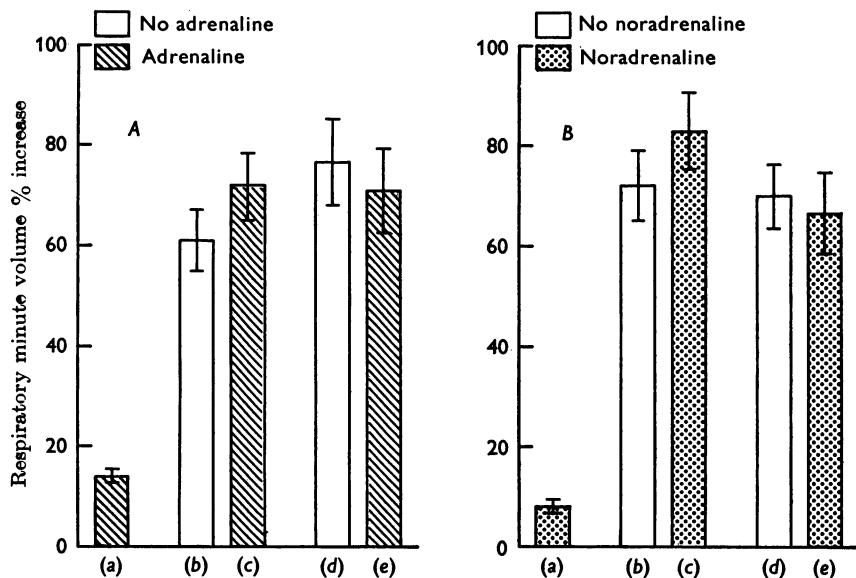 No adrenaline
Adrenaline
A
Respiratory minute volume % increase
100
80
60
40
20
0
(a) (b) (c) (d) (e)
No noradrenaline
Noradrenaline
B
100
80
60
40
20
0
(a) (b) (c) (d) (e)